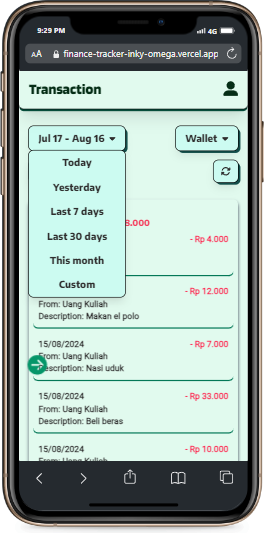 9:29 PM
4G
AA finance-tracker-inky-omega.vercel.app
Transaction
Jul 17 - Aug 16
Wallet
Today
Yesterday
Last 7 days
Last 30 days
This month
Custom
8.000
- Rp 4.000
- Rp 12.000
From: Uang Kuliah
Description: Makan el polo
15/08/2024
- Rp 7.000
From: Uang Kuliah
Description: Nasi uduk
15/08/2024
- Rp 33.000
From: Uang Kuliah
Description: Beli beras
15/08/2024
- Rp 10.000
From: Uang Kuliah